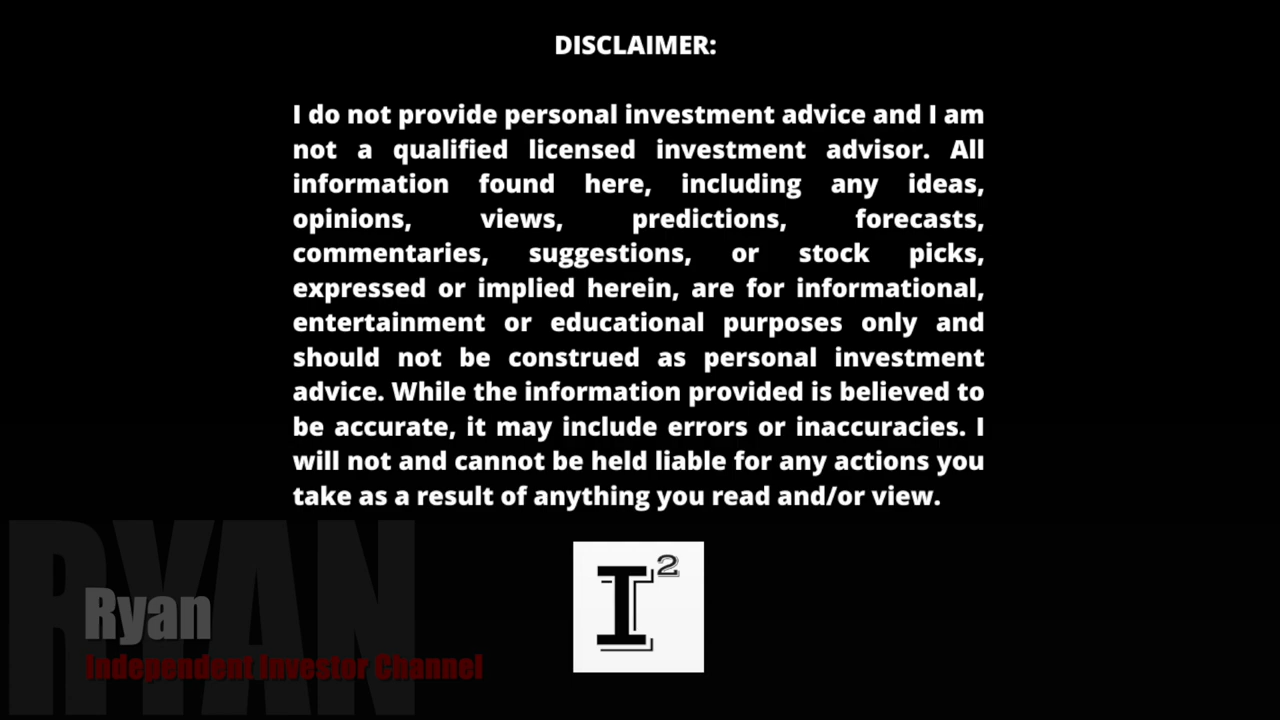 DISCLAIMER:
I do not provide personal investment advice and I am
not a qualified licensed investment advisor. All
information found here, including any ideas,
opinions, views, predictions, forecasts,
commentaries, suggestions, or stock picks,
expressed or implied herein, are for informational,
entertainment or educational purposes only and
should not be construed as personal investment
advice. While the information provided is believed to
be accurate, it may include errors or inaccuracies. I
will not and cannot be held liable for any actions you
take as a result of anything you read and/or view.
I²
RYAN
Ryan
Independent Investor Channel